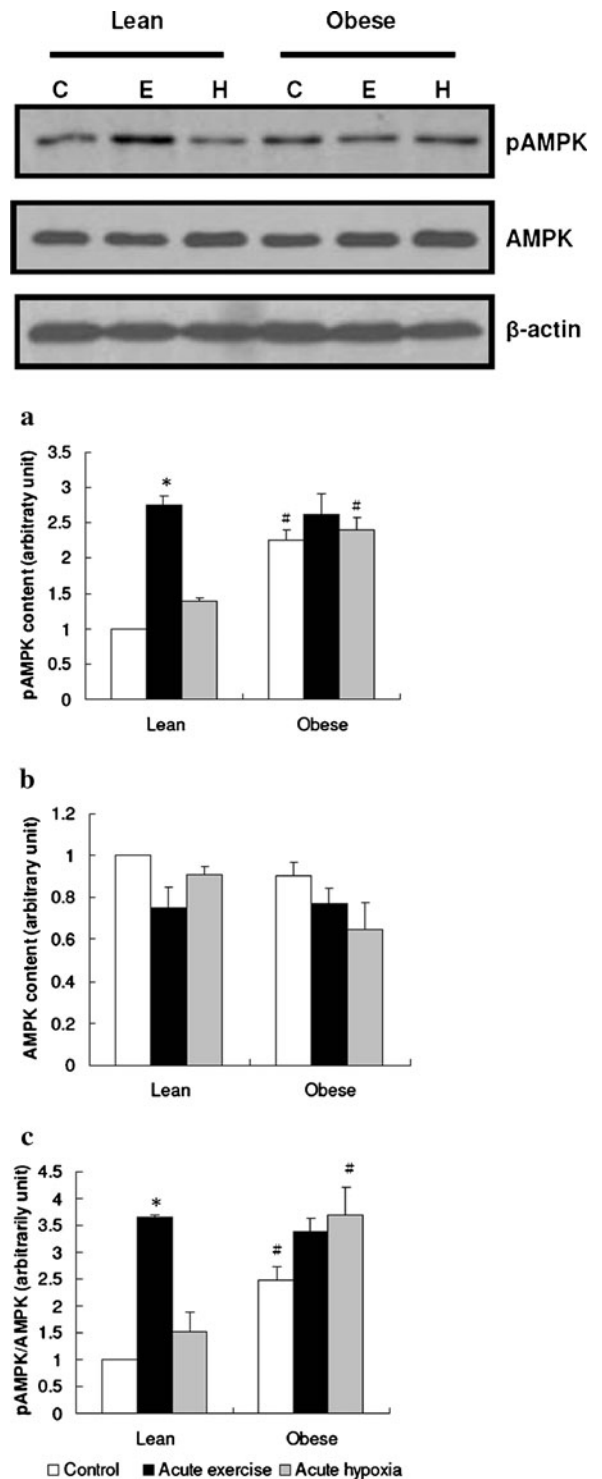 Lean Obese
C E H C E H
pAMPK
AMPK
β-actin
a
pAMPK content (arbitraty unit)
3.5
3
2.5
2
1.5
1
0.5
0
*
#
#
Lean Obese
b
AMPK content (arbitrary unit)
1.2
1
0.8
0.6
0.4
0.2
0
Lean Obese
c
pAMPK/AMPK (arbitrarily unit)
4.5
4
3.5
3
2.5
2
1.5
1
0.5
0
*
#
#
Lean Obese
Control Acute exercise Acute hypoxia